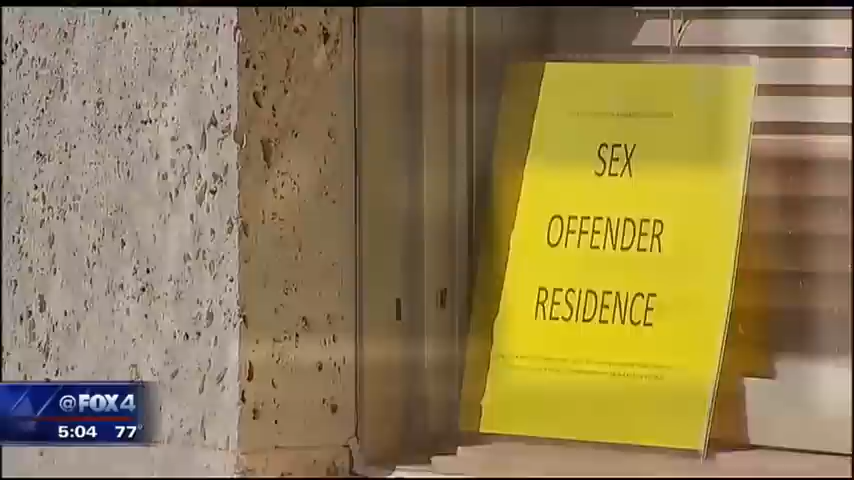 SEX
OFFENDER
RESIDENCE
@FOX4
5:04 77°